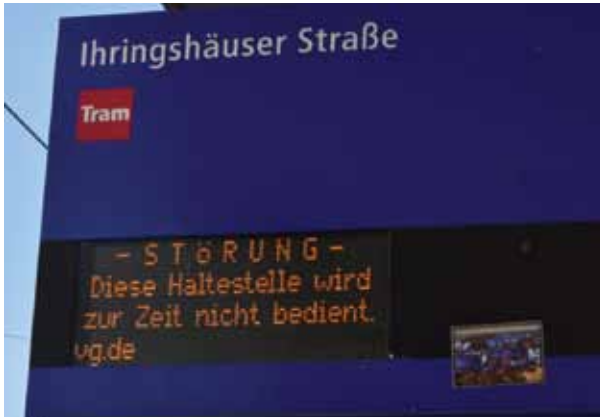 Ihringshäuser Straße
Tram
- S T ö R U N G -
Diese Haltestelle wird
zur Zeit nicht bedient.
vg.de